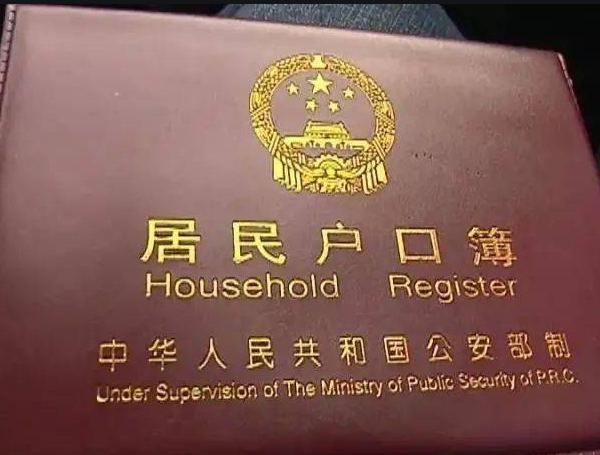 居民户口簿
Household Register
中华人民共和国公安部制
Under Supervision of The Ministry of Public Security of P.R.C.